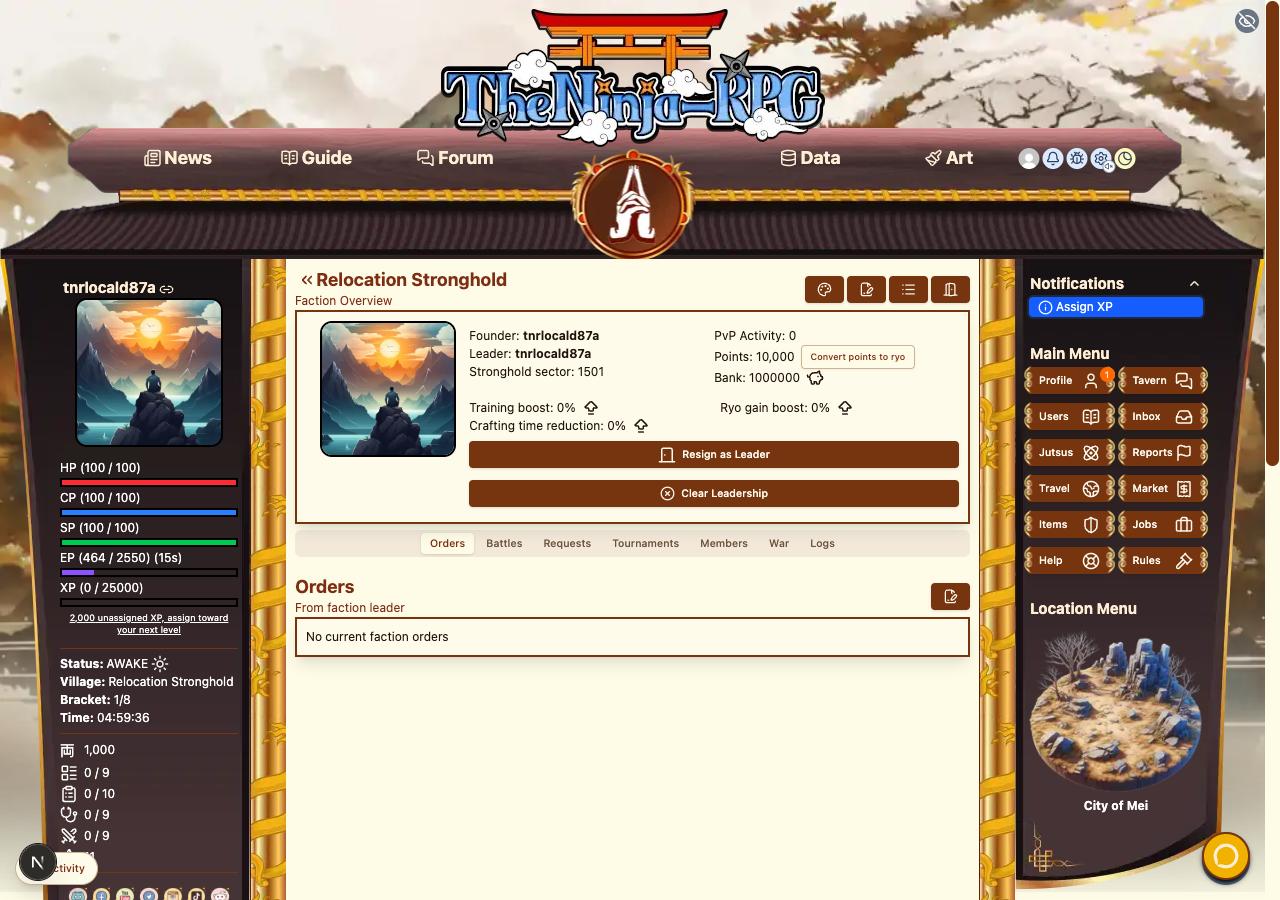 TheNinja-RPG
News
Guide
Forum
Data
Art
tnrlocald87a
HP (100 / 100)
CP (100 / 100)
SP (100 / 100)
EP (464 / 2550) (15s)
XP (0 / 25000)
2,000 unassigned XP, assign toward
your next level
Status: AWAKE
Village: Relocation Stronghold
Bracket: 1/8
Time: 04:59:36
両 1,000
0 / 9
0 / 10
0 / 9
0 / 9
N
Relocation Stronghold
Faction Overview
Founder: tnrlocald87a
Leader: tnrlocald87a
Stronghold sector: 1501
PvP Activity: 0
Points: 10,000 Convert points to ryo
Bank: 1000000
Training boost: 0%
Ryo gain boost: 0%
Crafting time reduction: 0%
Resign as Leader
Clear Leadership
Orders Battles Requests Tournaments Members War Logs
Orders
From faction leader
No current faction orders
Notifications
Assign XP
Main Menu
Profile 1 Tavern
Users Inbox
Jutsus Reports
Travel Market
Items Jobs
Help Rules
Location Menu
City of Mei